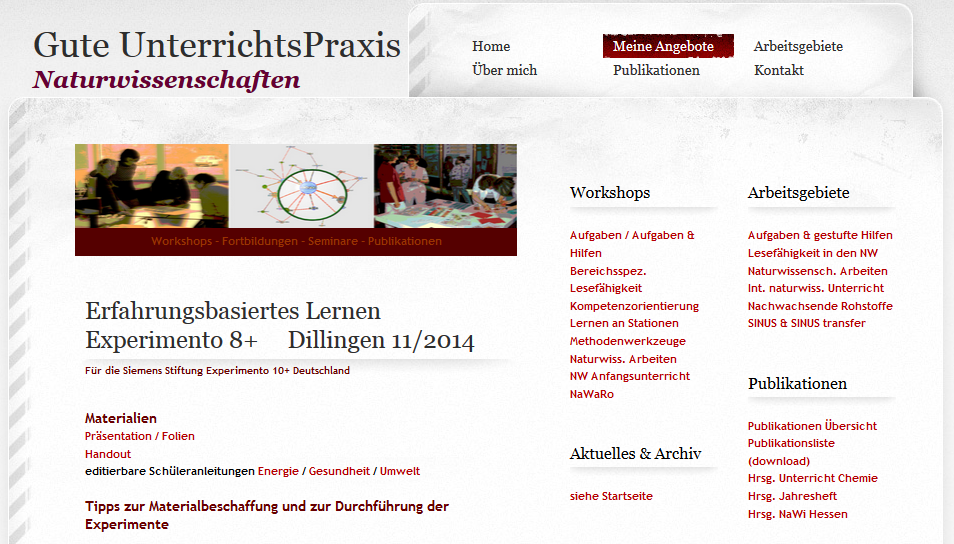 Gute UnterrichtsPraxis
Naturwissenschaften
Home
Meine Angebote
Arbeitsgebiete
Über mich
Publikationen
Kontakt
Workshops - Fortbildungen - Seminare - Publikationen
Erfahrungsbasiertes Lernen
Experimento 8+ Dillingen 11/2014
Für die Siemens Stiftung Experimento 10+ Deutschland
Materialien
Präsentation / Folien
Handout
editierbare Schüleranleitungen Energie / Gesundheit / Umwelt
Tipps zur Materialbeschaffung und zur Durchführung der
Experimente
Workshops
Aufgaben / Aufgaben &
Hilfen
Bereichsspez.
Lesefähigkeit
Kompetenzorientierung
Lernen an Stationen
Methodenwerkzeuge
Naturwiss. Arbeiten
NW Anfangsunterricht
NaWaRo
Aktuelles & Archiv
siehe Startseite
Arbeitsgebiete
Aufgaben & gestufte Hilfen
Lesefähigkeit in den NW
Naturwissensch. Arbeiten
Int. naturwiss. Unterricht
Nachwachsende Rohstoffe
SINUS & SINUS transfer
Publikationen
Publikationen Übersicht
Publikationsliste
(download)
Hrsg. Unterricht Chemie
Hrsg. Jahresheft
Hrsg. NaWi Hessen